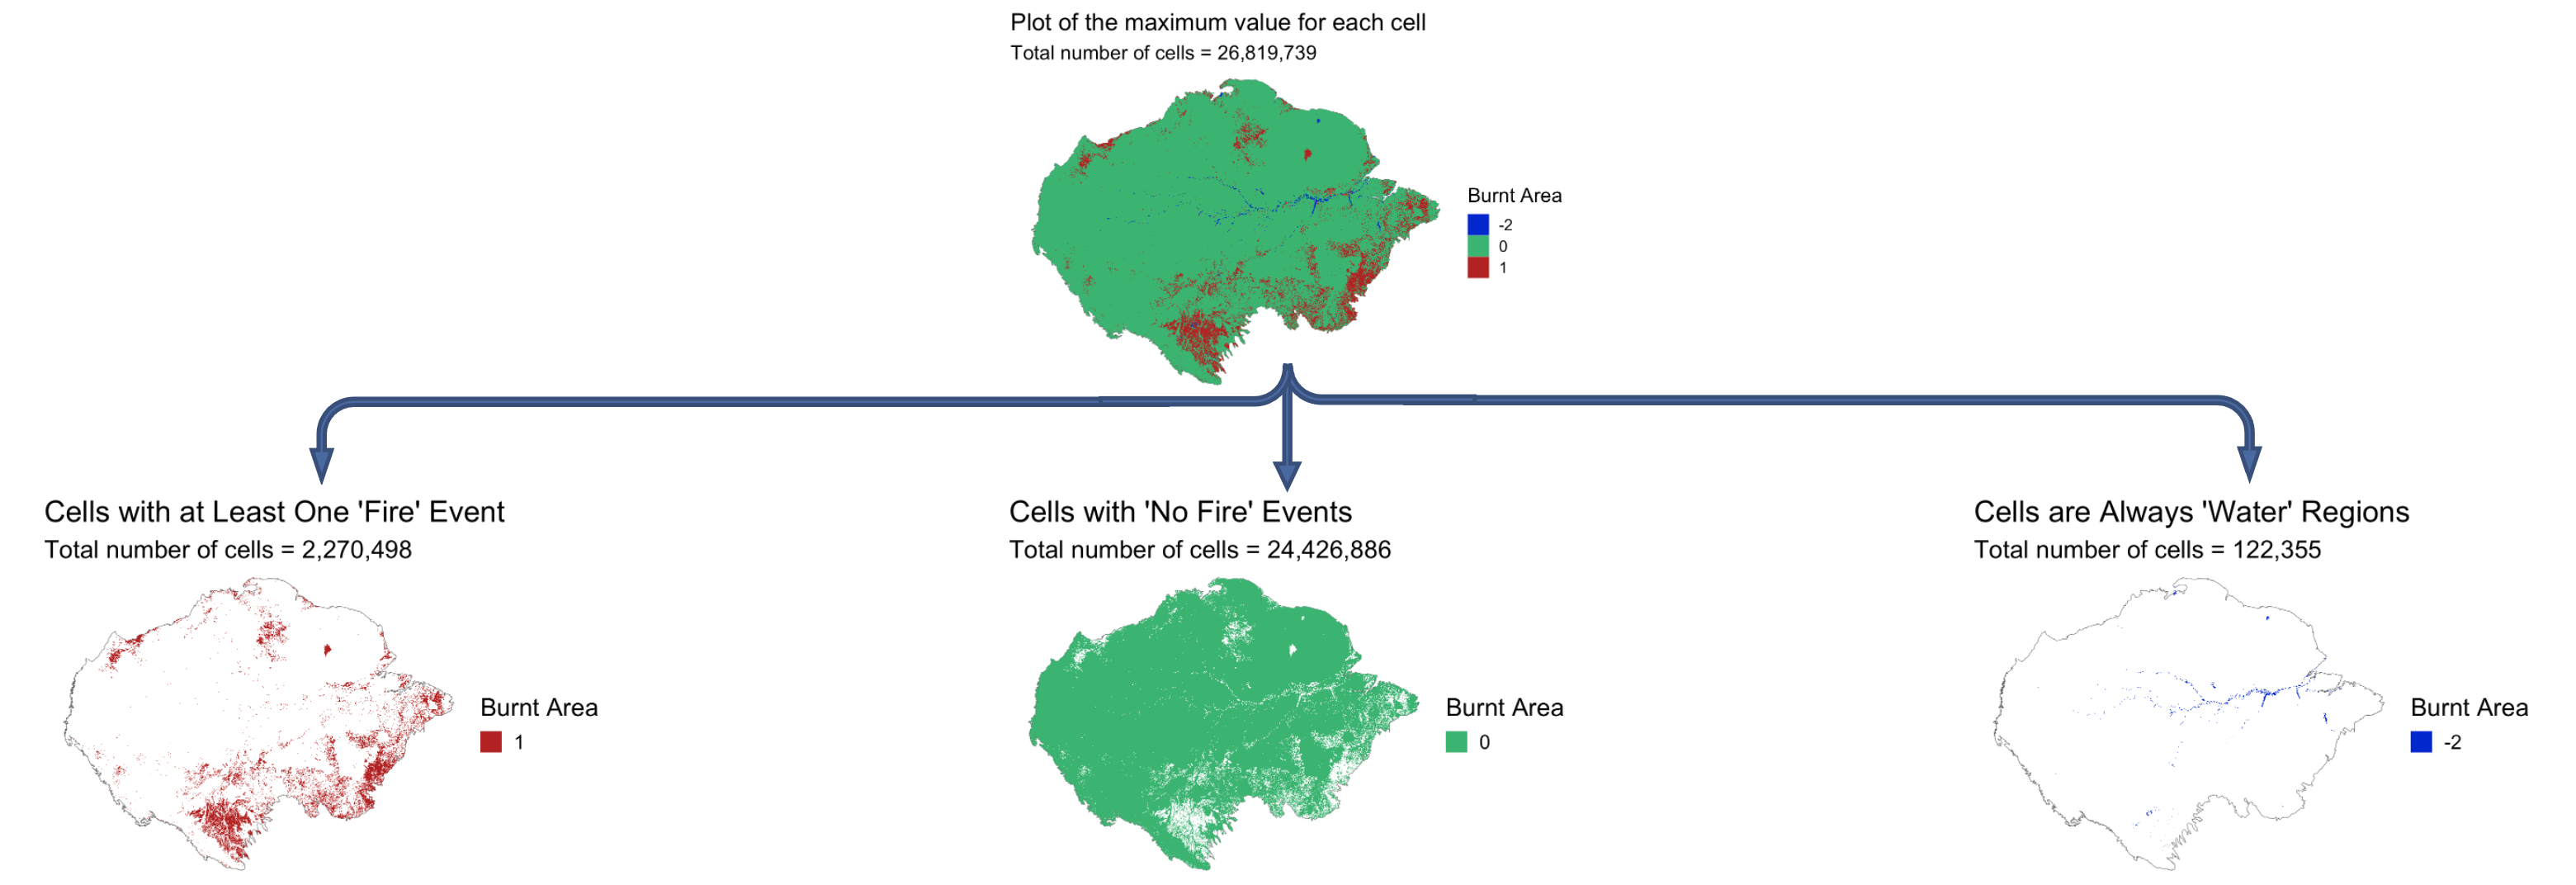 Plot of the maximum value for each cell
Total number of cells = 26,819,739
Burnt Area
-2
0
1
Cells with at Least One 'Fire' Event
Total number of cells = 2,270,498
Burnt Area
1
Cells with 'No Fire' Events
Total number of cells = 24,426,886
Burnt Area
0
Cells are Always 'Water' Regions
Total number of cells = 122,355
Burnt Area
-2